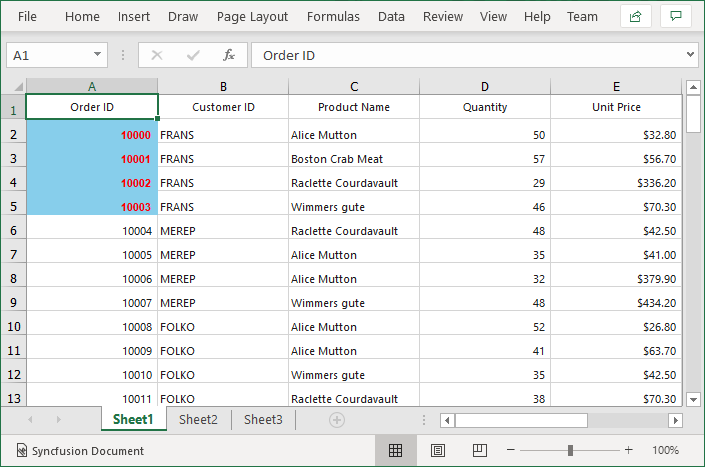 File Home Insert Draw Page Layout Formulas Data Review View Help Team
A1 fx Order ID
A B C D E
1 Order ID Customer ID Product Name Quantity Unit Price
2 10000 FRANS Alice Mutton 50 $32.80
3 10001 FRANS Boston Crab Meat 57 $56.70
4 10002 FRANS Raclette Courdavault 29 $336.20
5 10003 FRANS Wimmers gute 46 $70.30
6 10004 MEREP Raclette Courdavault 48 $42.50
7 10005 MEREP Alice Mutton 35 $41.00
8 10006 MEREP Alice Mutton 32 $379.90
9 10007 MEREP Wimmers gute 48 $434.20
10 10008 FOLKO Alice Mutton 52 $26.80
11 10009 FOLKO Alice Mutton 41 $63.70
12 10010 FOLKO Wimmers gute 35 $42.50
13 10011 FOLKO Raclette Courdavault 38 $70.30
Sheet1 Sheet2 Sheet3
Syncfusion Document 100%